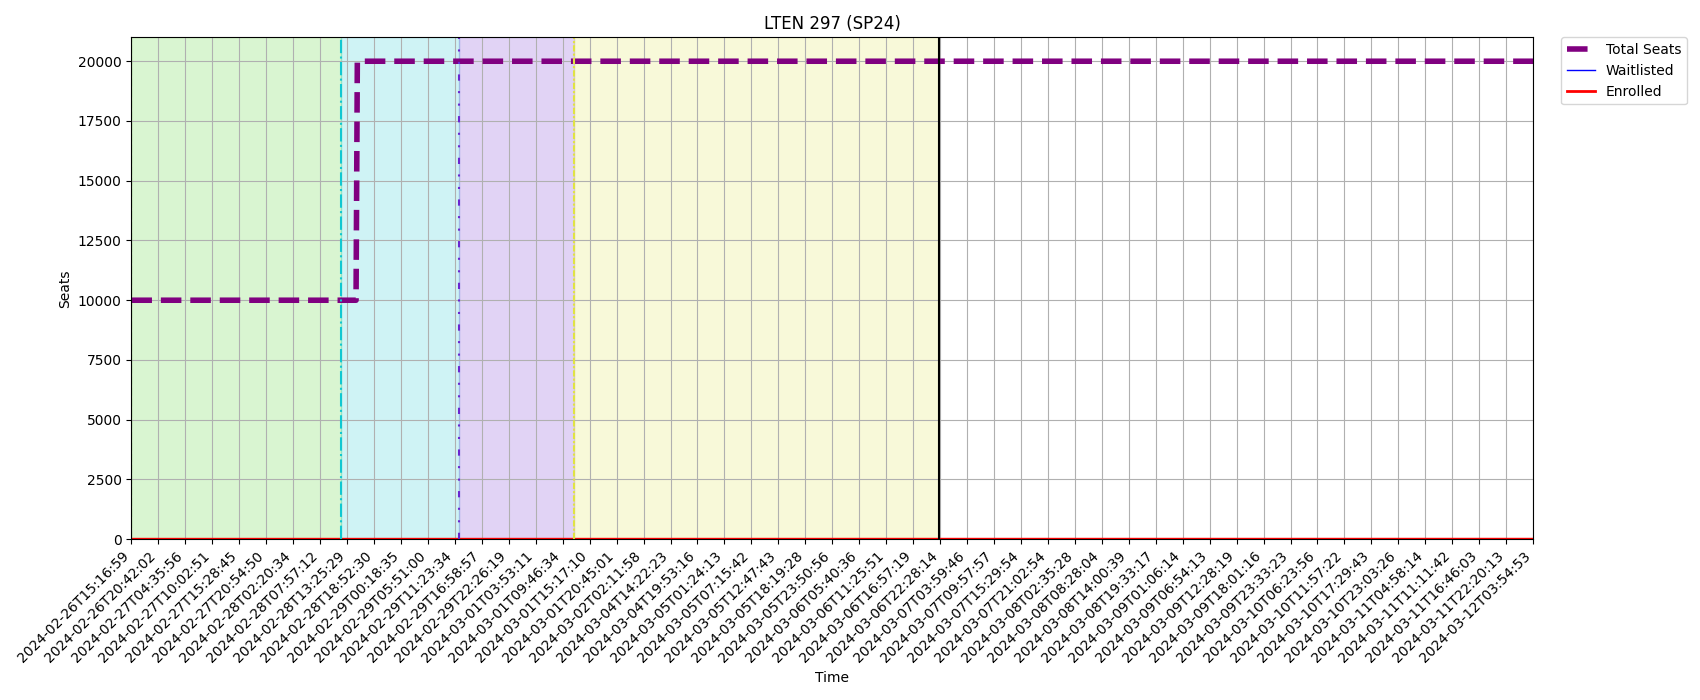 LTEN 297 (SP24)
Total Seats
Waitlisted
Enrolled
Seats
20000
17500
15000
12500
10000
7500
5000
2500
0
2024-02-26T15:16:59
2024-02-26T20:42:02
2024-02-27T04:35:56
2024-02-27T10:02:51
2024-02-27T15:28:45
2024-02-27T20:54:50
2024-02-28T02:20:34
2024-02-28T07:57:12
2024-02-28T13:25:29
2024-02-28T18:52:30
2024-02-29T00:18:35
2024-02-29T05:51:00
2024-02-29T11:23:34
2024-02-29T16:58:57
2024-02-29T22:26:19
2024-03-01T03:53:11
2024-03-01T09:46:34
2024-03-01T15:17:10
2024-03-01T20:45:01
2024-03-02T02:11:58
2024-03-04T14:22:23
2024-03-04T19:53:16
2024-03-05T01:24:13
2024-03-05T07:15:42
2024-03-05T12:47:43
2024-03-05T18:19:28
2024-03-05T23:50:56
2024-03-06T05:40:36
2024-03-06T11:25:51
2024-03-06T16:57:19
2024-03-06T22:28:14
2024-03-07T03:59:46
2024-03-07T09:57:57
2024-03-07T15:29:54
2024-03-07T21:02:54
2024-03-08T02:35:28
2024-03-08T08:28:04
2024-03-08T14:00:39
2024-03-08T19:33:17
2024-03-09T01:06:14
2024-03-09T06:54:13
2024-03-09T12:28:19
2024-03-09T18:01:16
2024-03-09T23:33:23
2024-03-10T06:23:56
2024-03-10T11:57:22
2024-03-10T17:29:43
2024-03-10T23:03:26
2024-03-11T04:58:14
2024-03-11T11:11:42
2024-03-11T16:46:03
2024-03-11T22:20:13
2024-03-12T03:54:53
Time